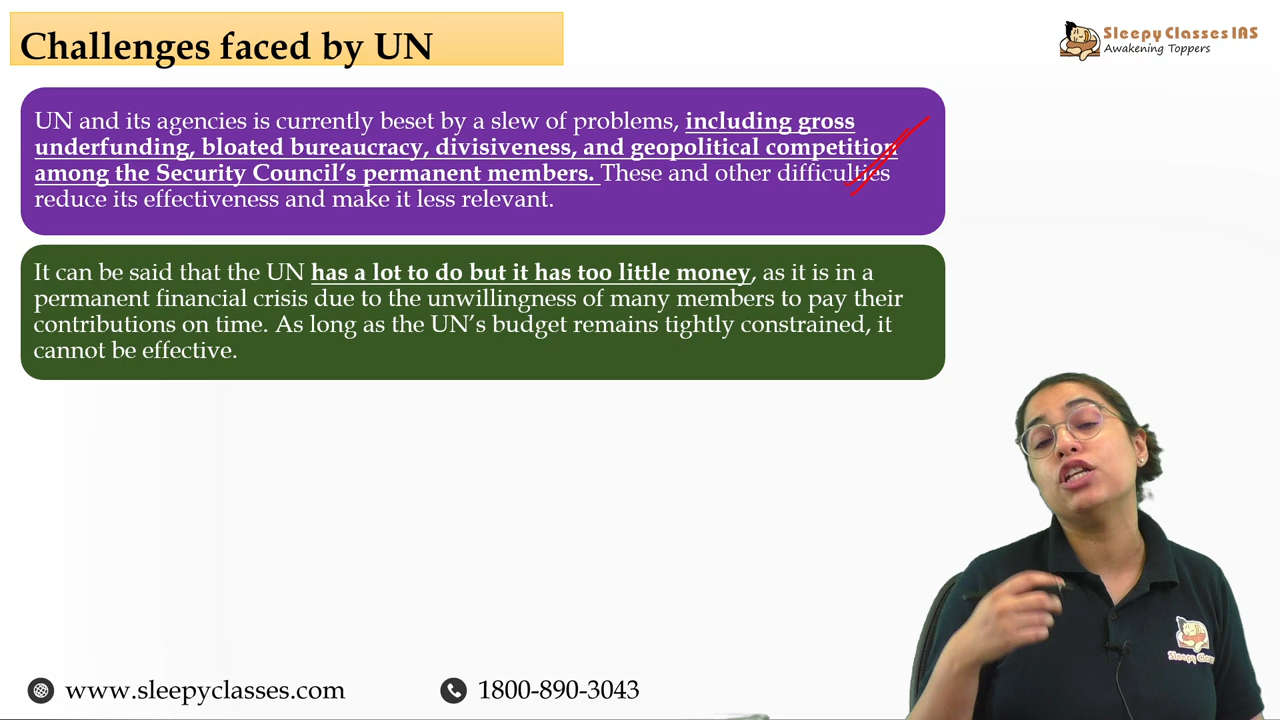 Challenges faced by UN
Sleepy Classes IAS
Awakening Toppers
UN and its agencies is currently beset by a slew of problems, including gross
underfunding, bloated bureaucracy, divisiveness, and geopolitical competition
among the Security Council’s permanent members. These and other difficulties
reduce its effectiveness and make it less relevant.
It can be said that the UN has a lot to do but it has too little money, as it is in a
permanent financial crisis due to the unwillingness of many members to pay their
contributions on time. As long as the UN’s budget remains tightly constrained, it
cannot be effective.
Sleepy Classes
www.sleepyclasses.com
1800-890-3043